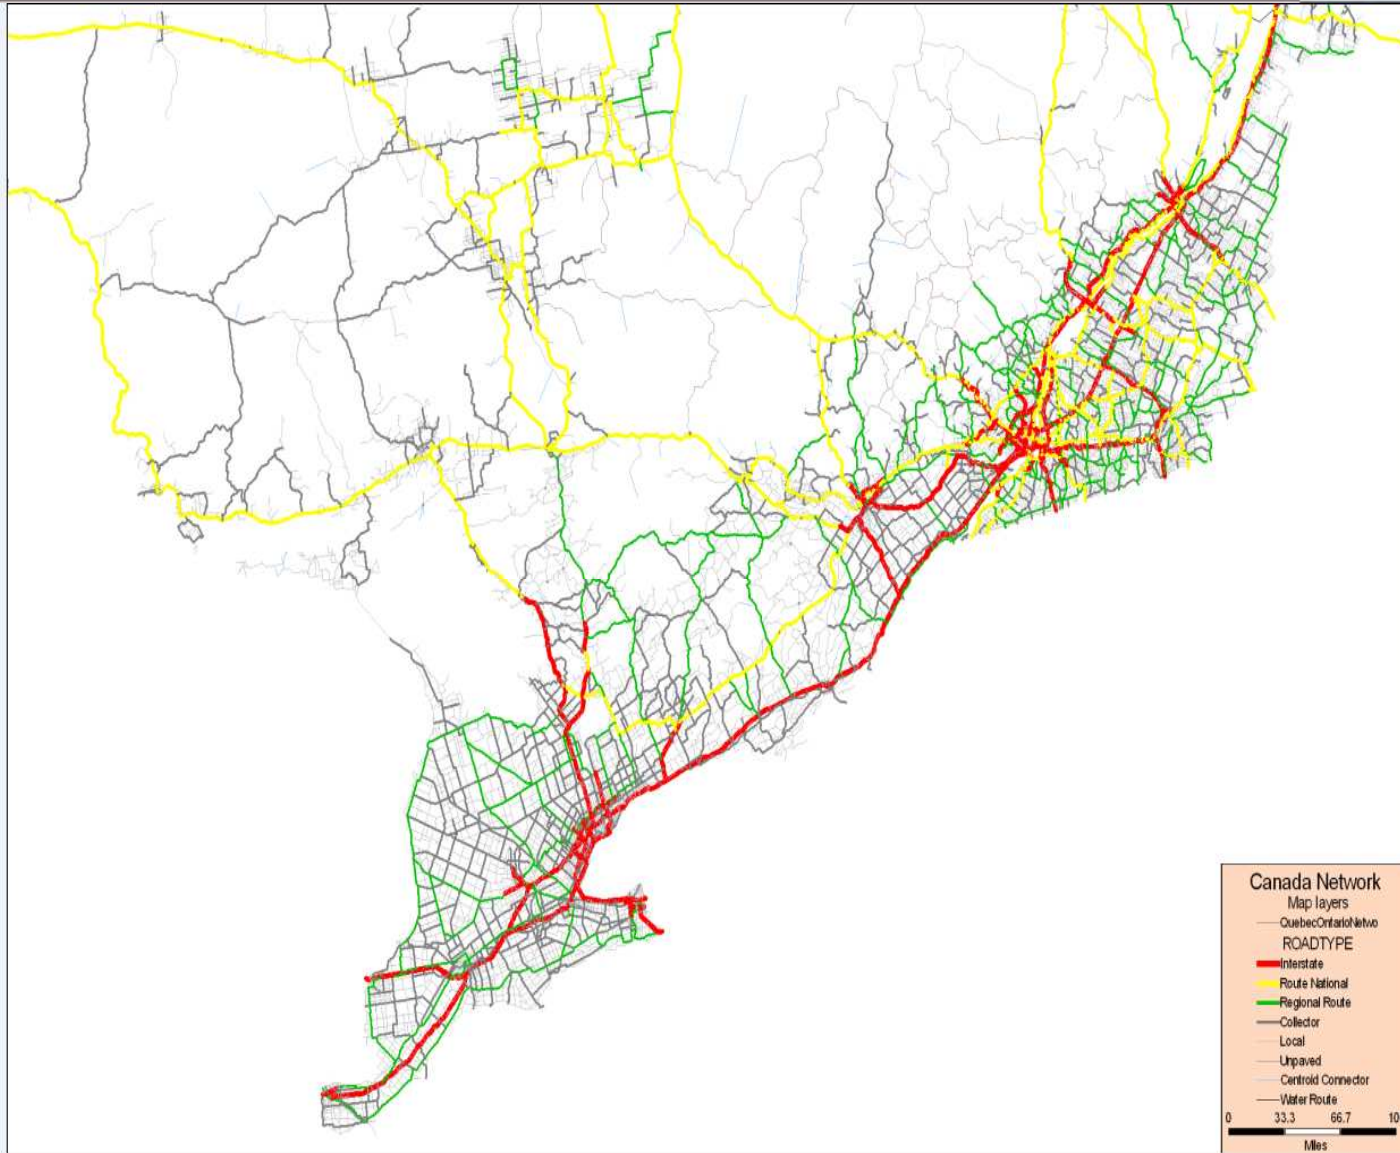 Canada Network
Map layers
QuebecOntarioNetwo
ROADTYPE
Interstate
Route National
Regional Route
Collector
Local
Unpaved
Centroid Connector
Water Route
0 33.3 66.7 10
Miles